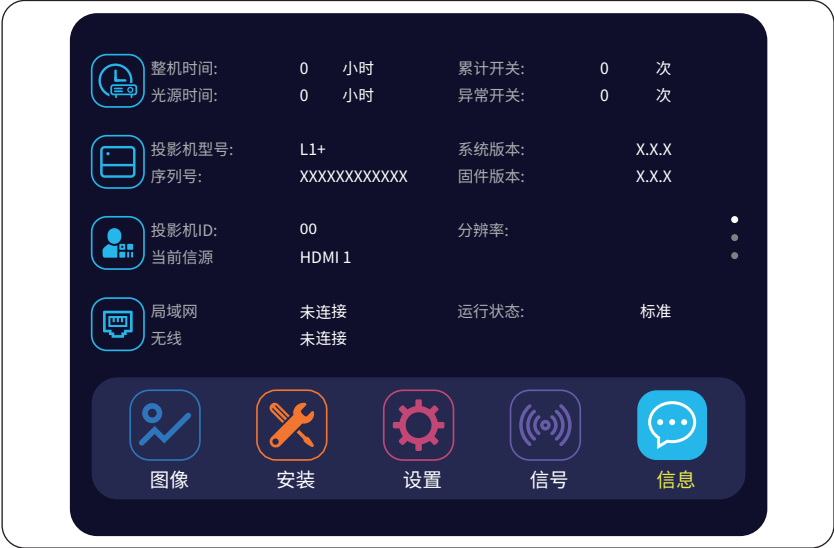 整机时间: 0 小时 累计开关: 0 次
光源时间: 0 小时 异常开关: 0 次
投影机型号: L1+ 系统版本: X.X.X
序列号: XXXXXXXXXXXX 固件版本: X.X.X
投影机ID: 00 分辨率:
当前信源 HDMI 1
局域网 未连接 运行状态: 标准
无线 未连接
图像 安装 设置 信号 信息